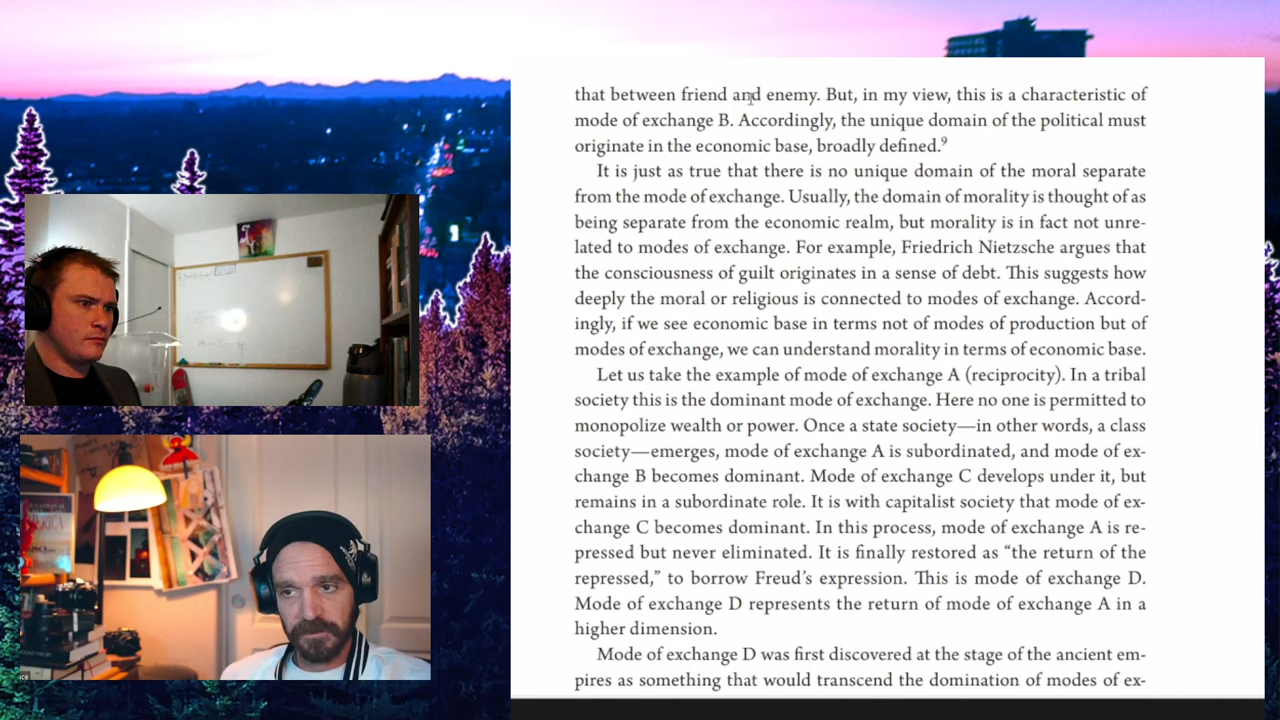 that between friend and enemy. But, in my view, this is a characteristic of
mode of exchange B. Accordingly, the unique domain of the political must
originate in the economic base, broadly defined.⁹
It is just as true that there is no unique domain of the moral separate
from the mode of exchange. Usually, the domain of morality is thought of as
being separate from the economic realm, but morality is in fact not unre-
lated to modes of exchange. For example, Friedrich Nietzsche argues that
the consciousness of guilt originates in a sense of debt. This suggests how
deeply the moral or religious is connected to modes of exchange. Accord-
ingly, if we see economic base in terms not of modes of production but of
modes of exchange, we can understand morality in terms of economic base.
Let us take the example of mode of exchange A (reciprocity). In a tribal
society this is the dominant mode of exchange. Here no one is permitted to
monopolize wealth or power. Once a state society—in other words, a class
society—emerges, mode of exchange A is subordinated, and mode of ex-
change B becomes dominant. Mode of exchange C develops under it, but
remains in a subordinate role. It is with capitalist society that mode of ex-
change C becomes dominant. In this process, mode of exchange A is re-
pressed but never eliminated. It is finally restored as “the return of the
repressed,” to borrow Freud’s expression. This is mode of exchange D.
Mode of exchange D represents the return of mode of exchange A in a
higher dimension.
Mode of exchange D was first discovered at the stage of the ancient em-
pires as something that would transcend the domination of modes of ex-